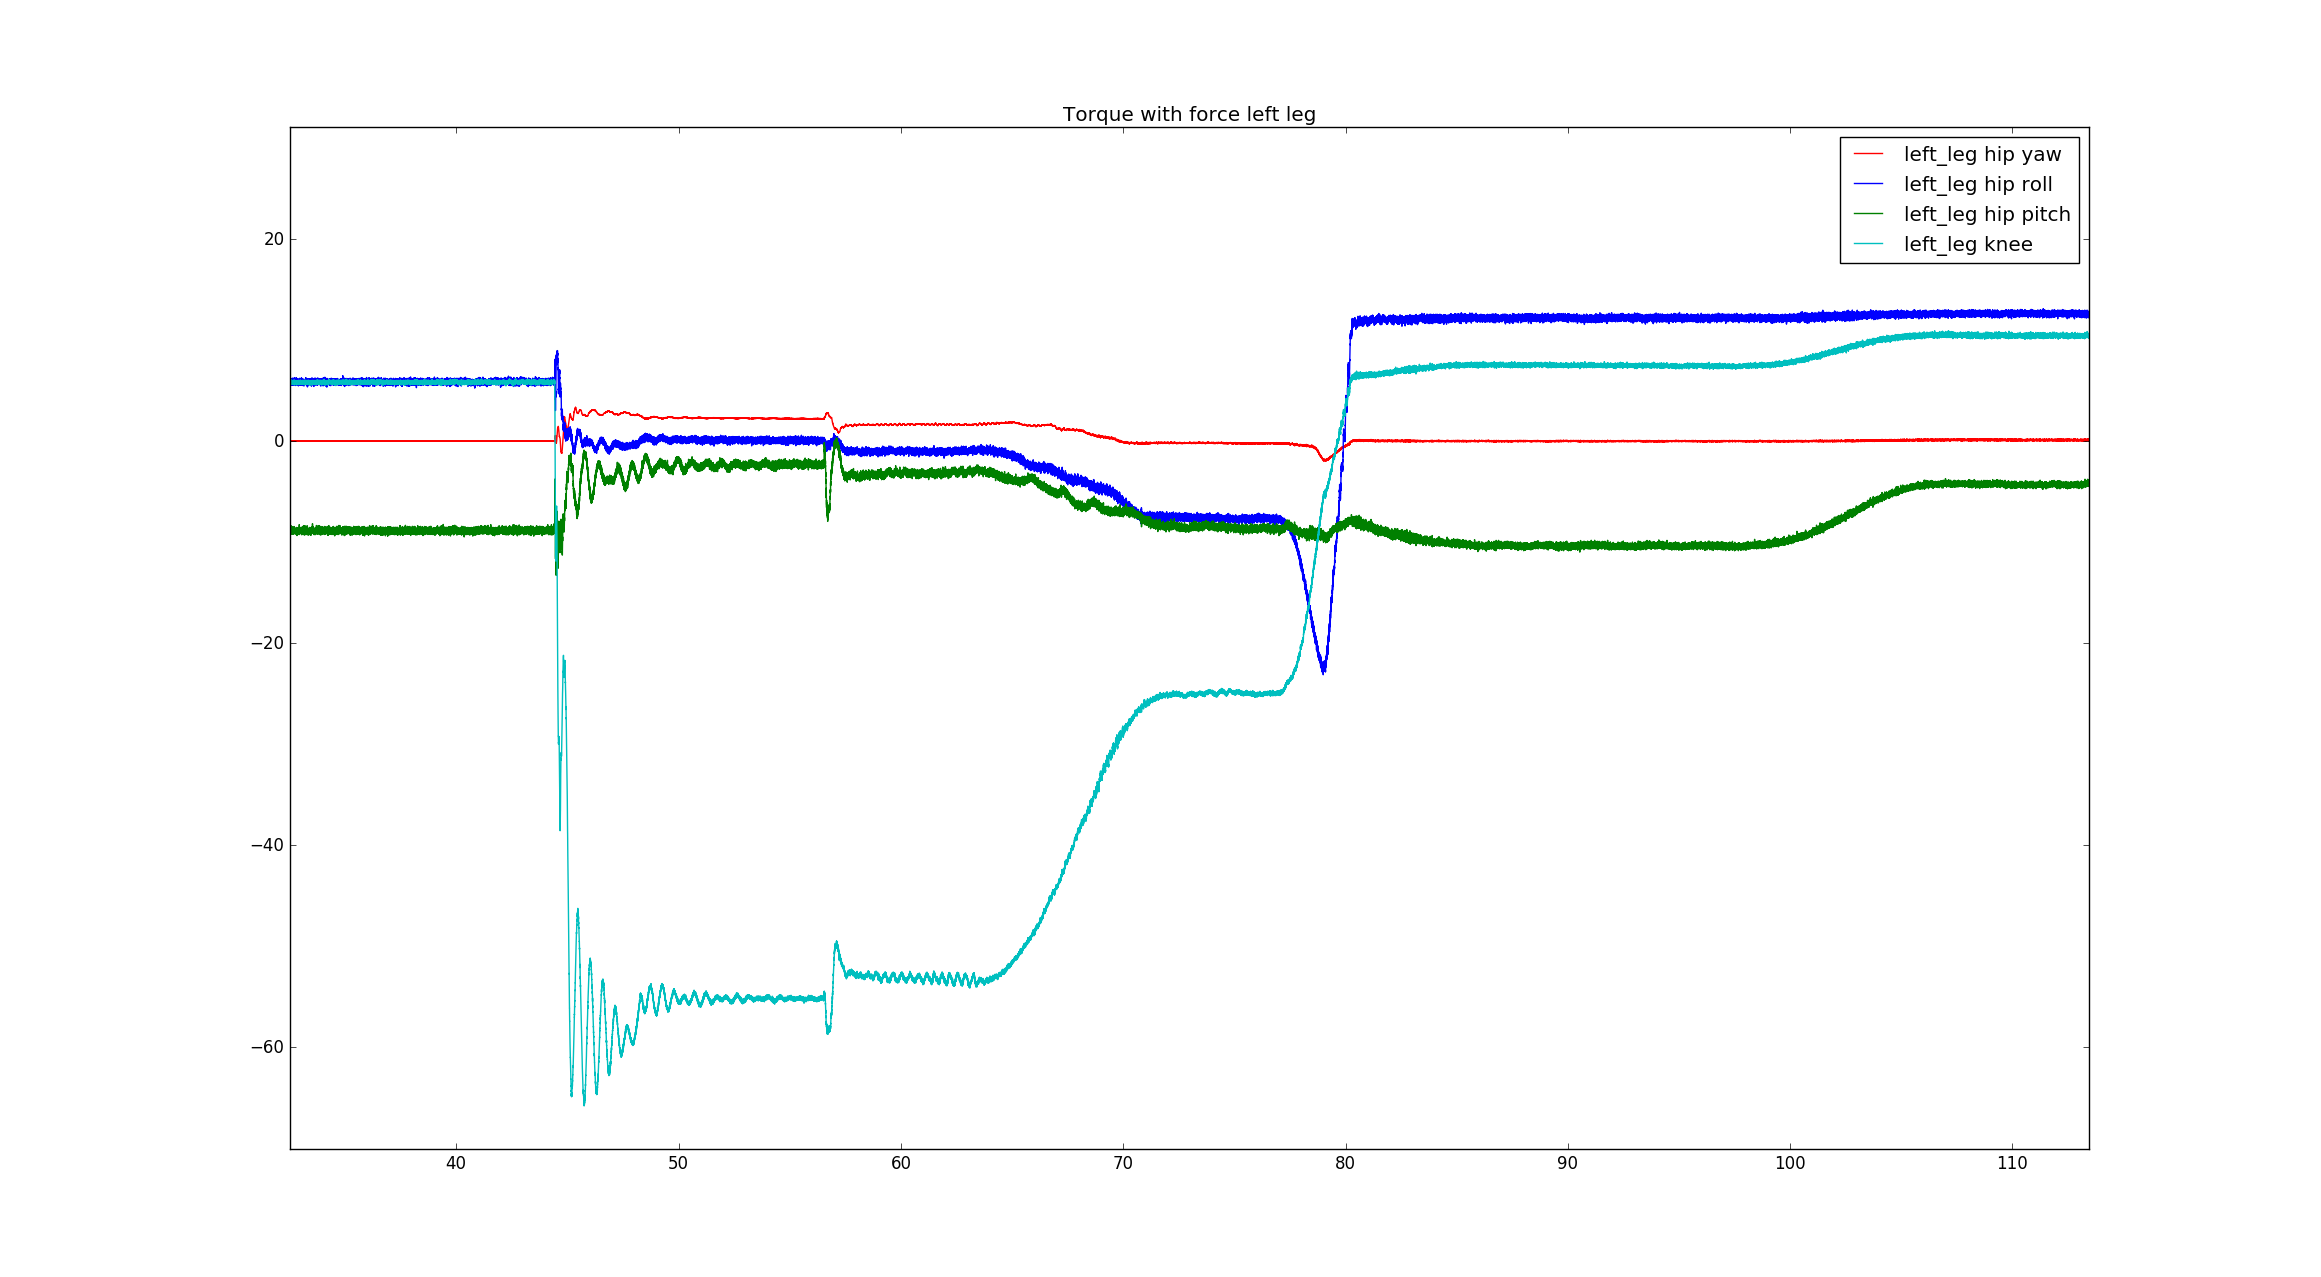 Torque with force left leg
left_leg hip yaw
left_leg hip roll
left_leg hip pitch
left_leg knee
20
0
−20
−40
−60
40 50 60 70 80 90 100 110